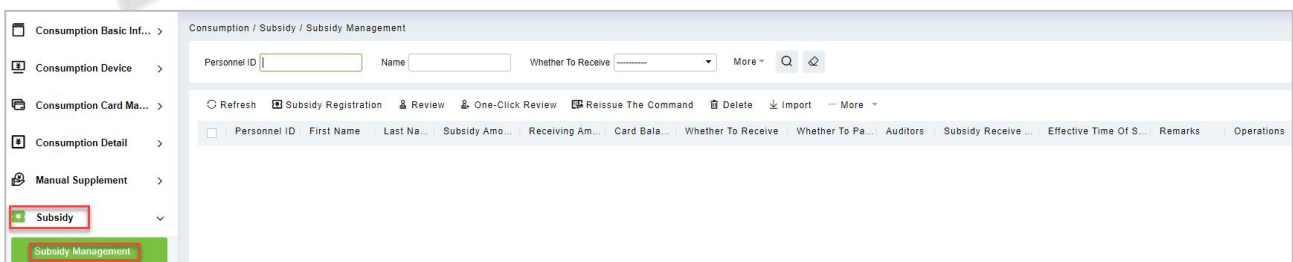 Consumption Basic Inf...
Consumption / Subsidy / Subsidy Management
Consumption Device
Personnel ID Name Whether To Receive ---------- More
Consumption Card Ma...
Refresh Subsidy Registration Review One-Click Review Reissue The Command Delete Import ··· More
Personnel ID First Name Last Na... Subsidy Amo... Receiving Am... Card Bala... Whether To Receive Whether To Pa... Auditors Subsidy Receive ... Effective Time Of S... Remarks Operations
Consumption Detail
Manual Supplement
Subsidy
Subsidy Management